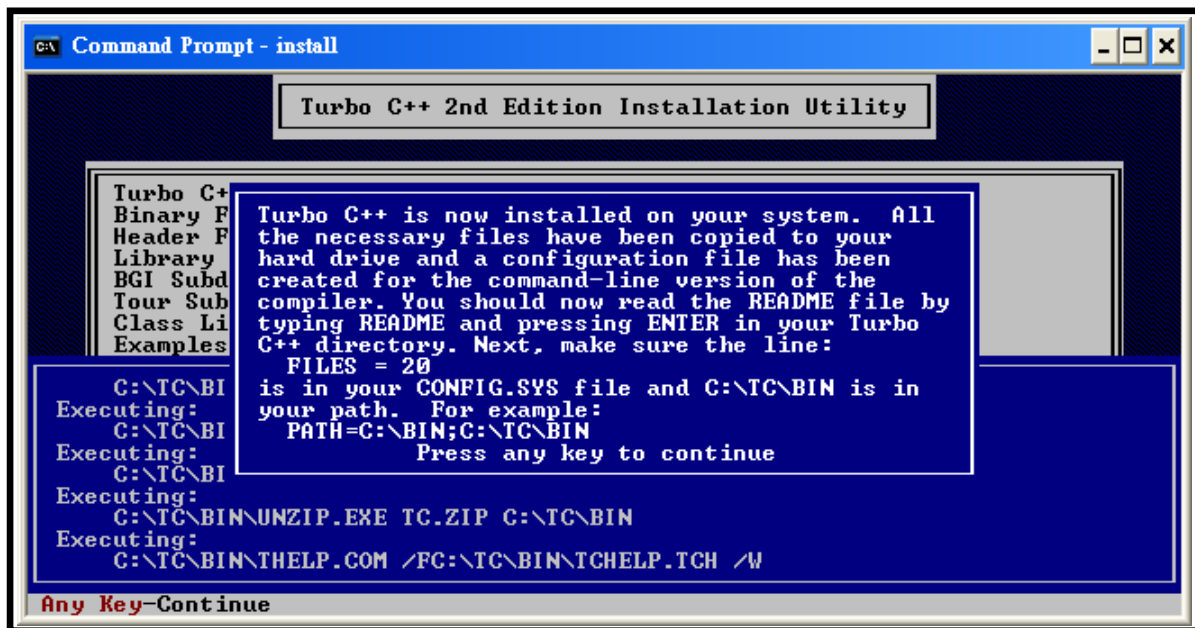 C:\ Command Prompt - install
Turbo C++ 2nd Edition Installation Utility
Turbo C+
Binary F
Header F
Library
BGI Subd
Tour Sub
Class Li
Examples
Turbo C++ is now installed on your system.  All
the necessary files have been copied to your
hard drive and a configuration file has been
created for the command-line version of the
compiler. You should now read the README file by
typing README and pressing ENTER in your Turbo
C++ directory. Next, make sure the line:
FILES = 20
is in your CONFIG.SYS file and C:\TC\BIN is in
your path.  For example:
PATH=C:\BIN;C:\TC\BIN
Press any key to continue
C:\TC\BI
Executing:
C:\TC\BI
Executing:
C:\TC\BI
Executing:
C:\TC\BIN\UNZIP.EXE TC.ZIP C:\TC\BIN
Executing:
C:\TC\BIN\THELP.COM /FC:\TC\BIN\TCHELP.TCH /W
Any Key-Continue